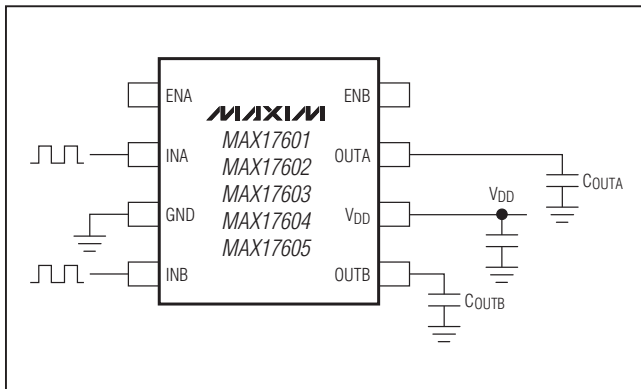 ENA
MAXIM
ENB
INA
MAX17601
OUTA
MAX17602
COUTA
GND
MAX17603
VDD
VDD
MAX17604
INB
MAX17605
OUTB
COUTB